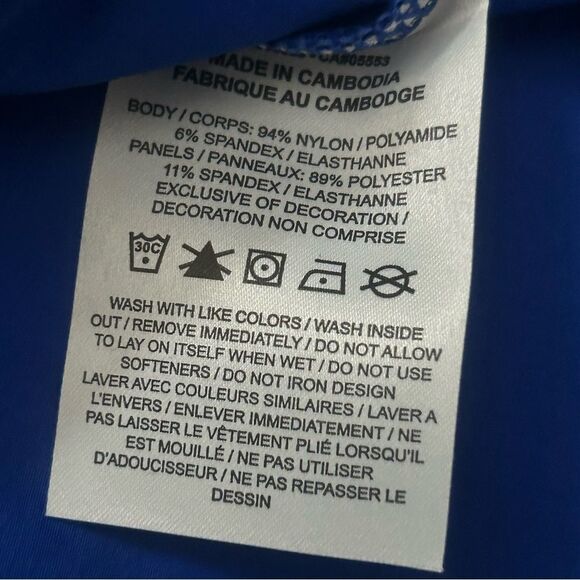 CA#05553
MADE IN CAMBODIA
FABRIQUE AU CAMBODGE
BODY / CORPS: 94% NYLON / POLYAMIDE
6% SPANDEX / ELASTHANNE
PANELS / PANNEAUX: 89% POLYESTER
11% SPANDEX / ELASTHANNE
EXCLUSIVE OF DECORATION /
DECORATION NON COMPRISE
30C
WASH WITH LIKE COLORS / WASH INSIDE
OUT / REMOVE IMMEDIATELY / DO NOT ALLOW
TO LAY ON ITSELF WHEN WET / DO NOT USE
SOFTENERS / DO NOT IRON DESIGN
LAVER AVEC COULEURS SIMILAIRES / LAVER A
L'ENVERS / ENLEVER IMMEDIATEMENT / NE
PAS LAISSER LE VÊTEMENT PLIÉ LORSQU'IL
EST MOUILLÉ / NE PAS UTILISER
D'ADOUCISSEUR / NE PAS REPASSER LE
DESSIN